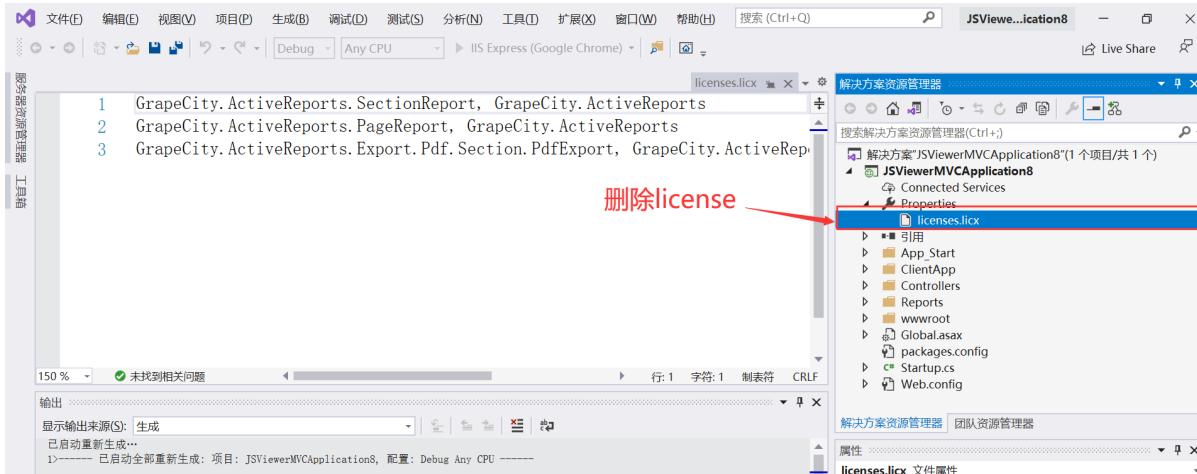 文件(F) 编辑(E) 视图(V) 项目(P) 生成(B) 调试(D) 测试(S) 分析(N) 工具(T) 扩展(X) 窗口(W) 帮助(H) 搜索 (Ctrl+Q) JSViewe...ication8
Debug Any CPU IIS Express (Google Chrome) Live Share
服务器资源管理器
工具箱
licenses.licx
1 GrapeCity.ActiveReports.SectionReport, GrapeCity.ActiveReports
2 GrapeCity.ActiveReports.PageReport, GrapeCity.ActiveReports
3 GrapeCity.ActiveReports.Export.Pdf.Section.PdfExport, GrapeCity.ActiveRep
删除license
150 % 未找到相关问题 行: 1 字符: 1 制表符 CRLF
输出
显示输出来源(S): 生成
已启动重新生成…
1>------ 已启动全部重新生成: 项目: JSViewerMVCApplication8, 配置: Debug Any CPU ------
解决方案资源管理器
搜索解决方案资源管理器(Ctrl+;)
解决方案"JSViewerMVCApplication8"(1 个项目/共 1 个)
JSViewerMVCApplication8
Connected Services
Properties
licenses.licx
引用
App_Start
ClientApp
Controllers
Reports
wwwroot
Global.asax
packages.config
C# Startup.cs
Web.config
解决方案资源管理器 团队资源管理器
属性
licenses.licx 文件属性